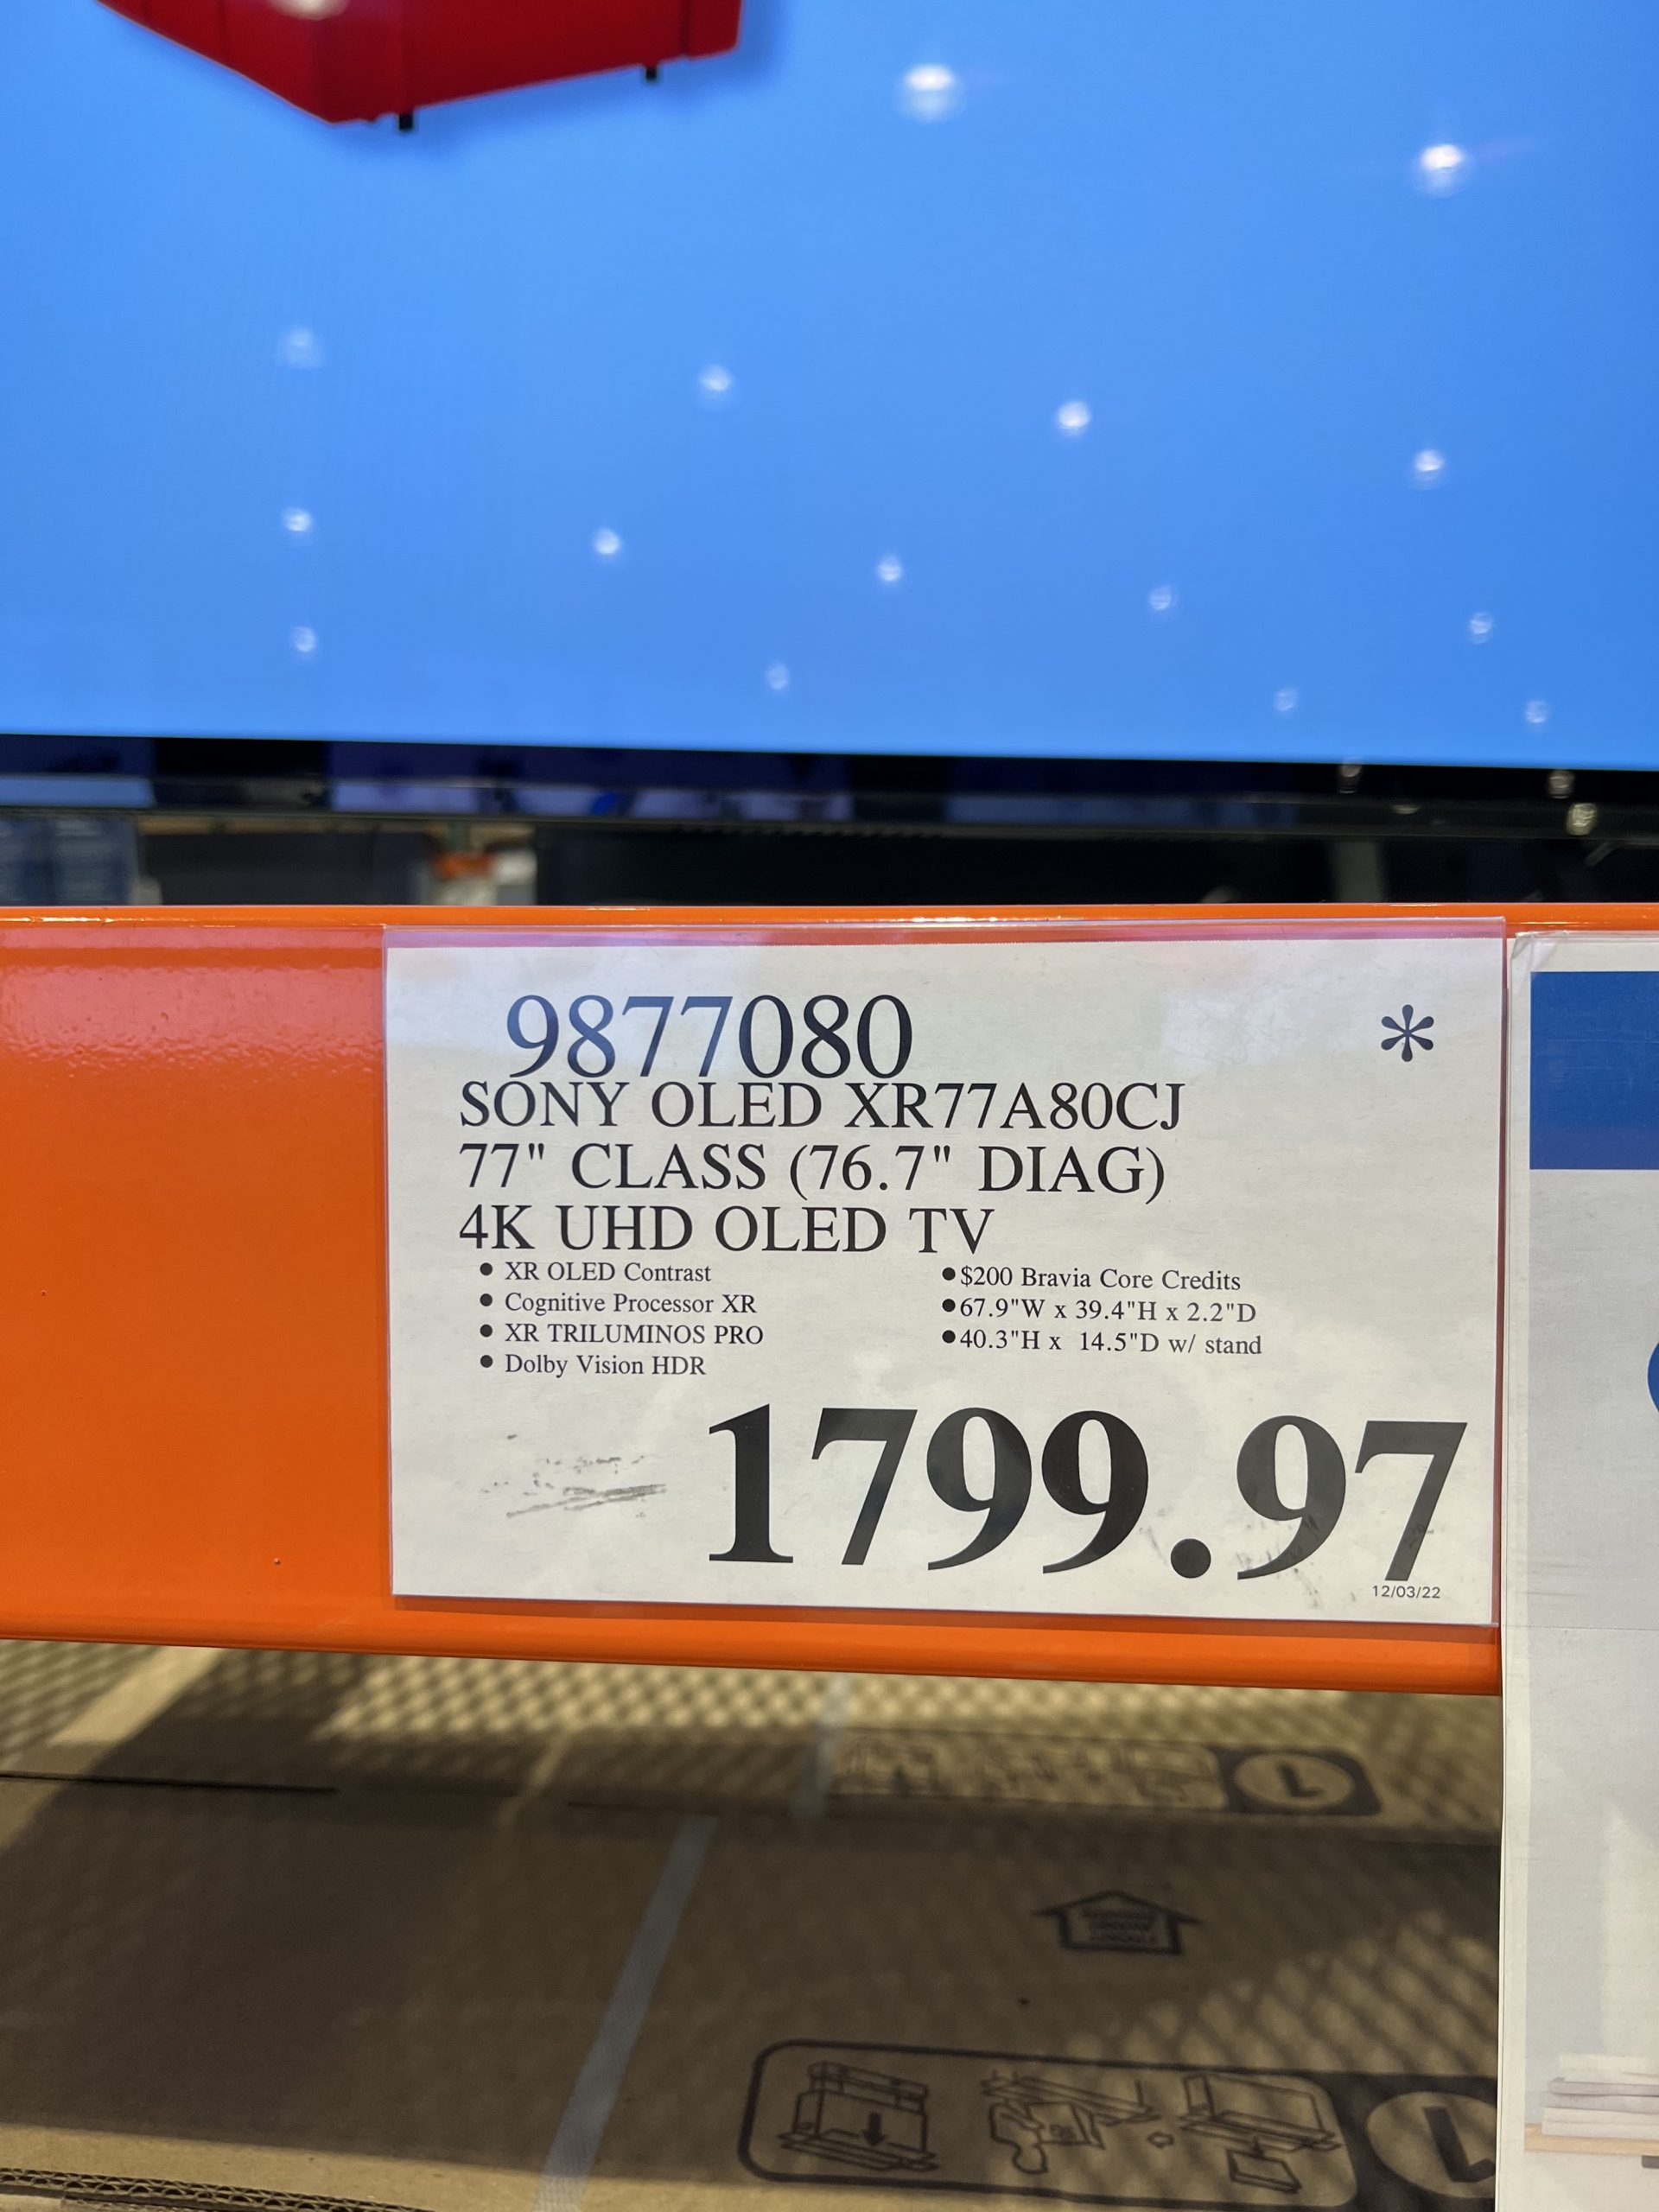 9877080 *
SONY OLED XR77A80CJ
77" CLASS (76.7" DIAG)
4K UHD OLED TV
• XR OLED Contrast
• Cognitive Processor XR
• XR TRILUMINOS PRO
• Dolby Vision HDR
•$200 Bravia Core Credits
•67.9"W x 39.4"H x 2.2"D
•40.3"H x 14.5"D w/ stand
1799.97
12/03/22